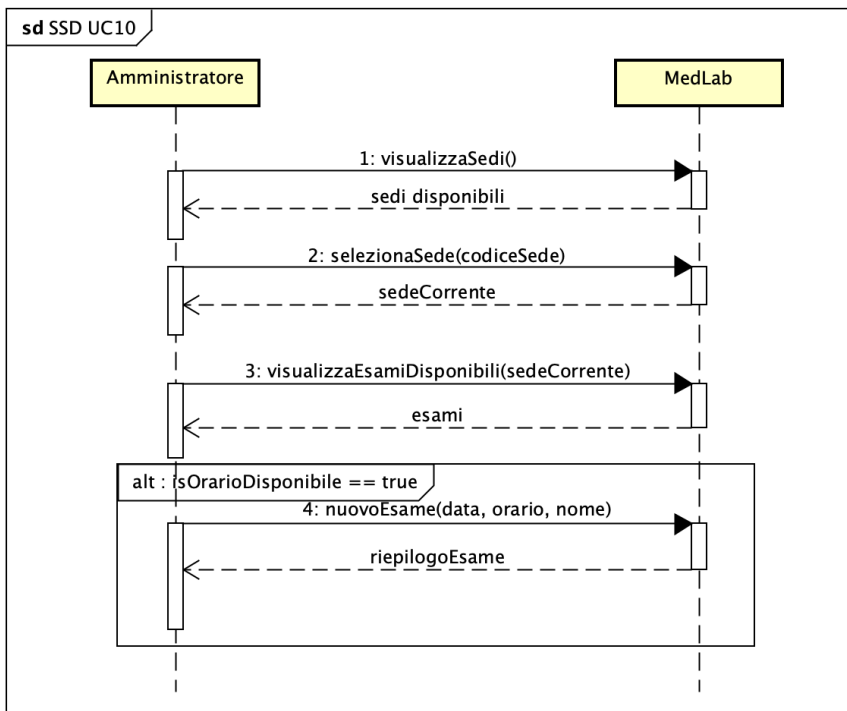 sd SSD UC10
Amministratore
MedLab
1: visualizzaSedi()
sedi disponibili
2: selezionaSede(codiceSede)
sedeCorrente
3: visualizzaEsamiDisponibili(sedeCorrente)
esami
alt : isOrarioDisponibile == true
4: nuovoEsame(data, orario, nome)
riepilogoEsame